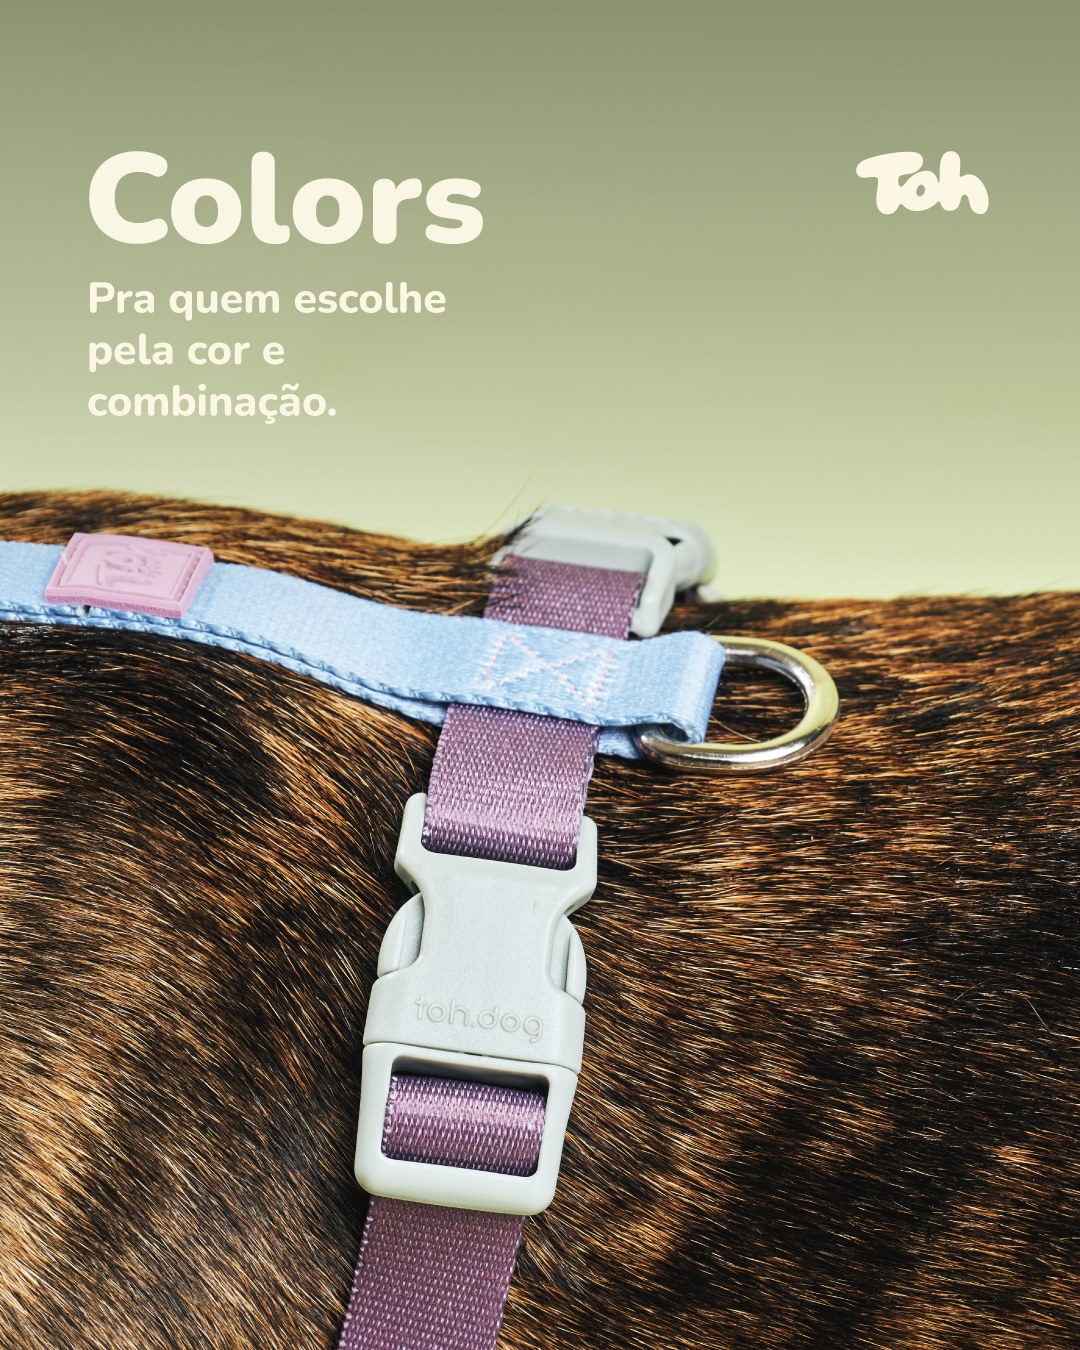 Colors
Toh
Pra quem escolhe
pela cor e
combinação.
toh.dog